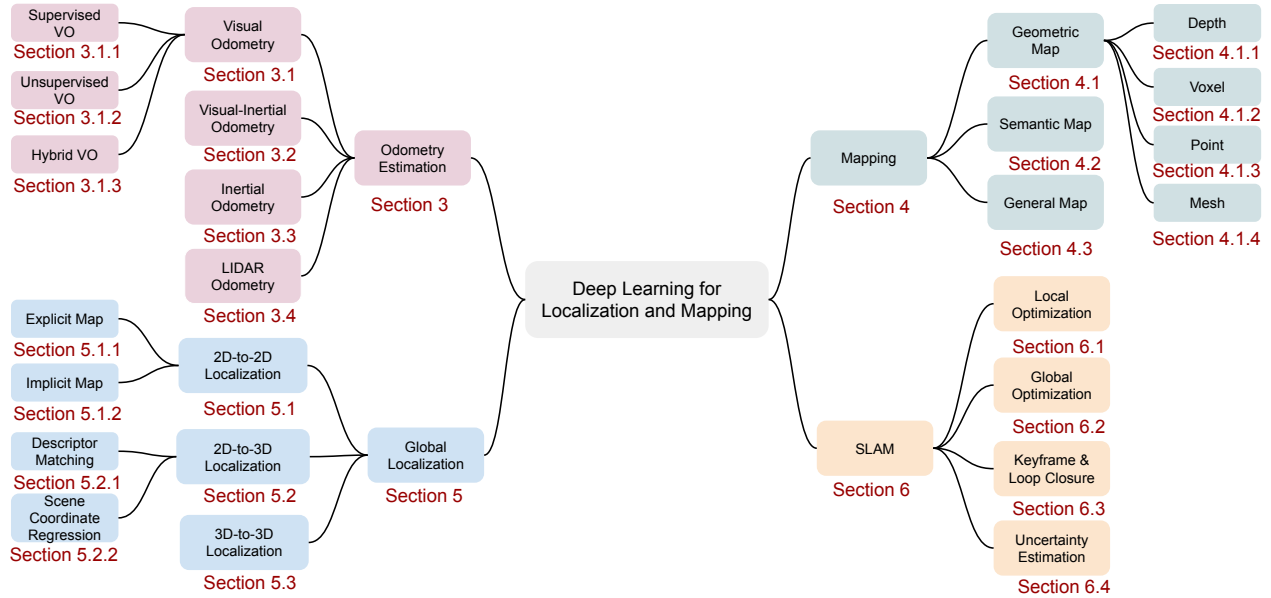 Supervised
VO
Section 3.1.1
Unsupervised
VO
Section 3.1.2
Hybrid VO
Section 3.1.3
Visual
Odometry
Section 3.1
Visual-Inertial
Odometry
Section 3.2
Inertial
Odometry
Section 3.3
LIDAR
Odometry
Section 3.4
Odometry
Estimation
Section 3
Explicit Map
Section 5.1.1
Implicit Map
Section 5.1.2
Descriptor
Matching
Section 5.2.1
Scene
Coordinate
Regression
Section 5.2.2
2D-to-2D
Localization
Section 5.1
2D-to-3D
Localization
Section 5.2
3D-to-3D
Localization
Section 5.3
Global
Localization
Section 5
Deep Learning for
Localization and Mapping
Mapping
Section 4
Geometric
Map
Section 4.1
Semantic Map
Section 4.2
General Map
Section 4.3
Depth
Section 4.1.1
Voxel
Section 4.1.2
Point
Section 4.1.3
Mesh
Section 4.1.4
SLAM
Section 6
Local
Optimization
Section 6.1
Global
Optimization
Section 6.2
Keyframe &
Loop Closure
Section 6.3
Uncertainty
Estimation
Section 6.4